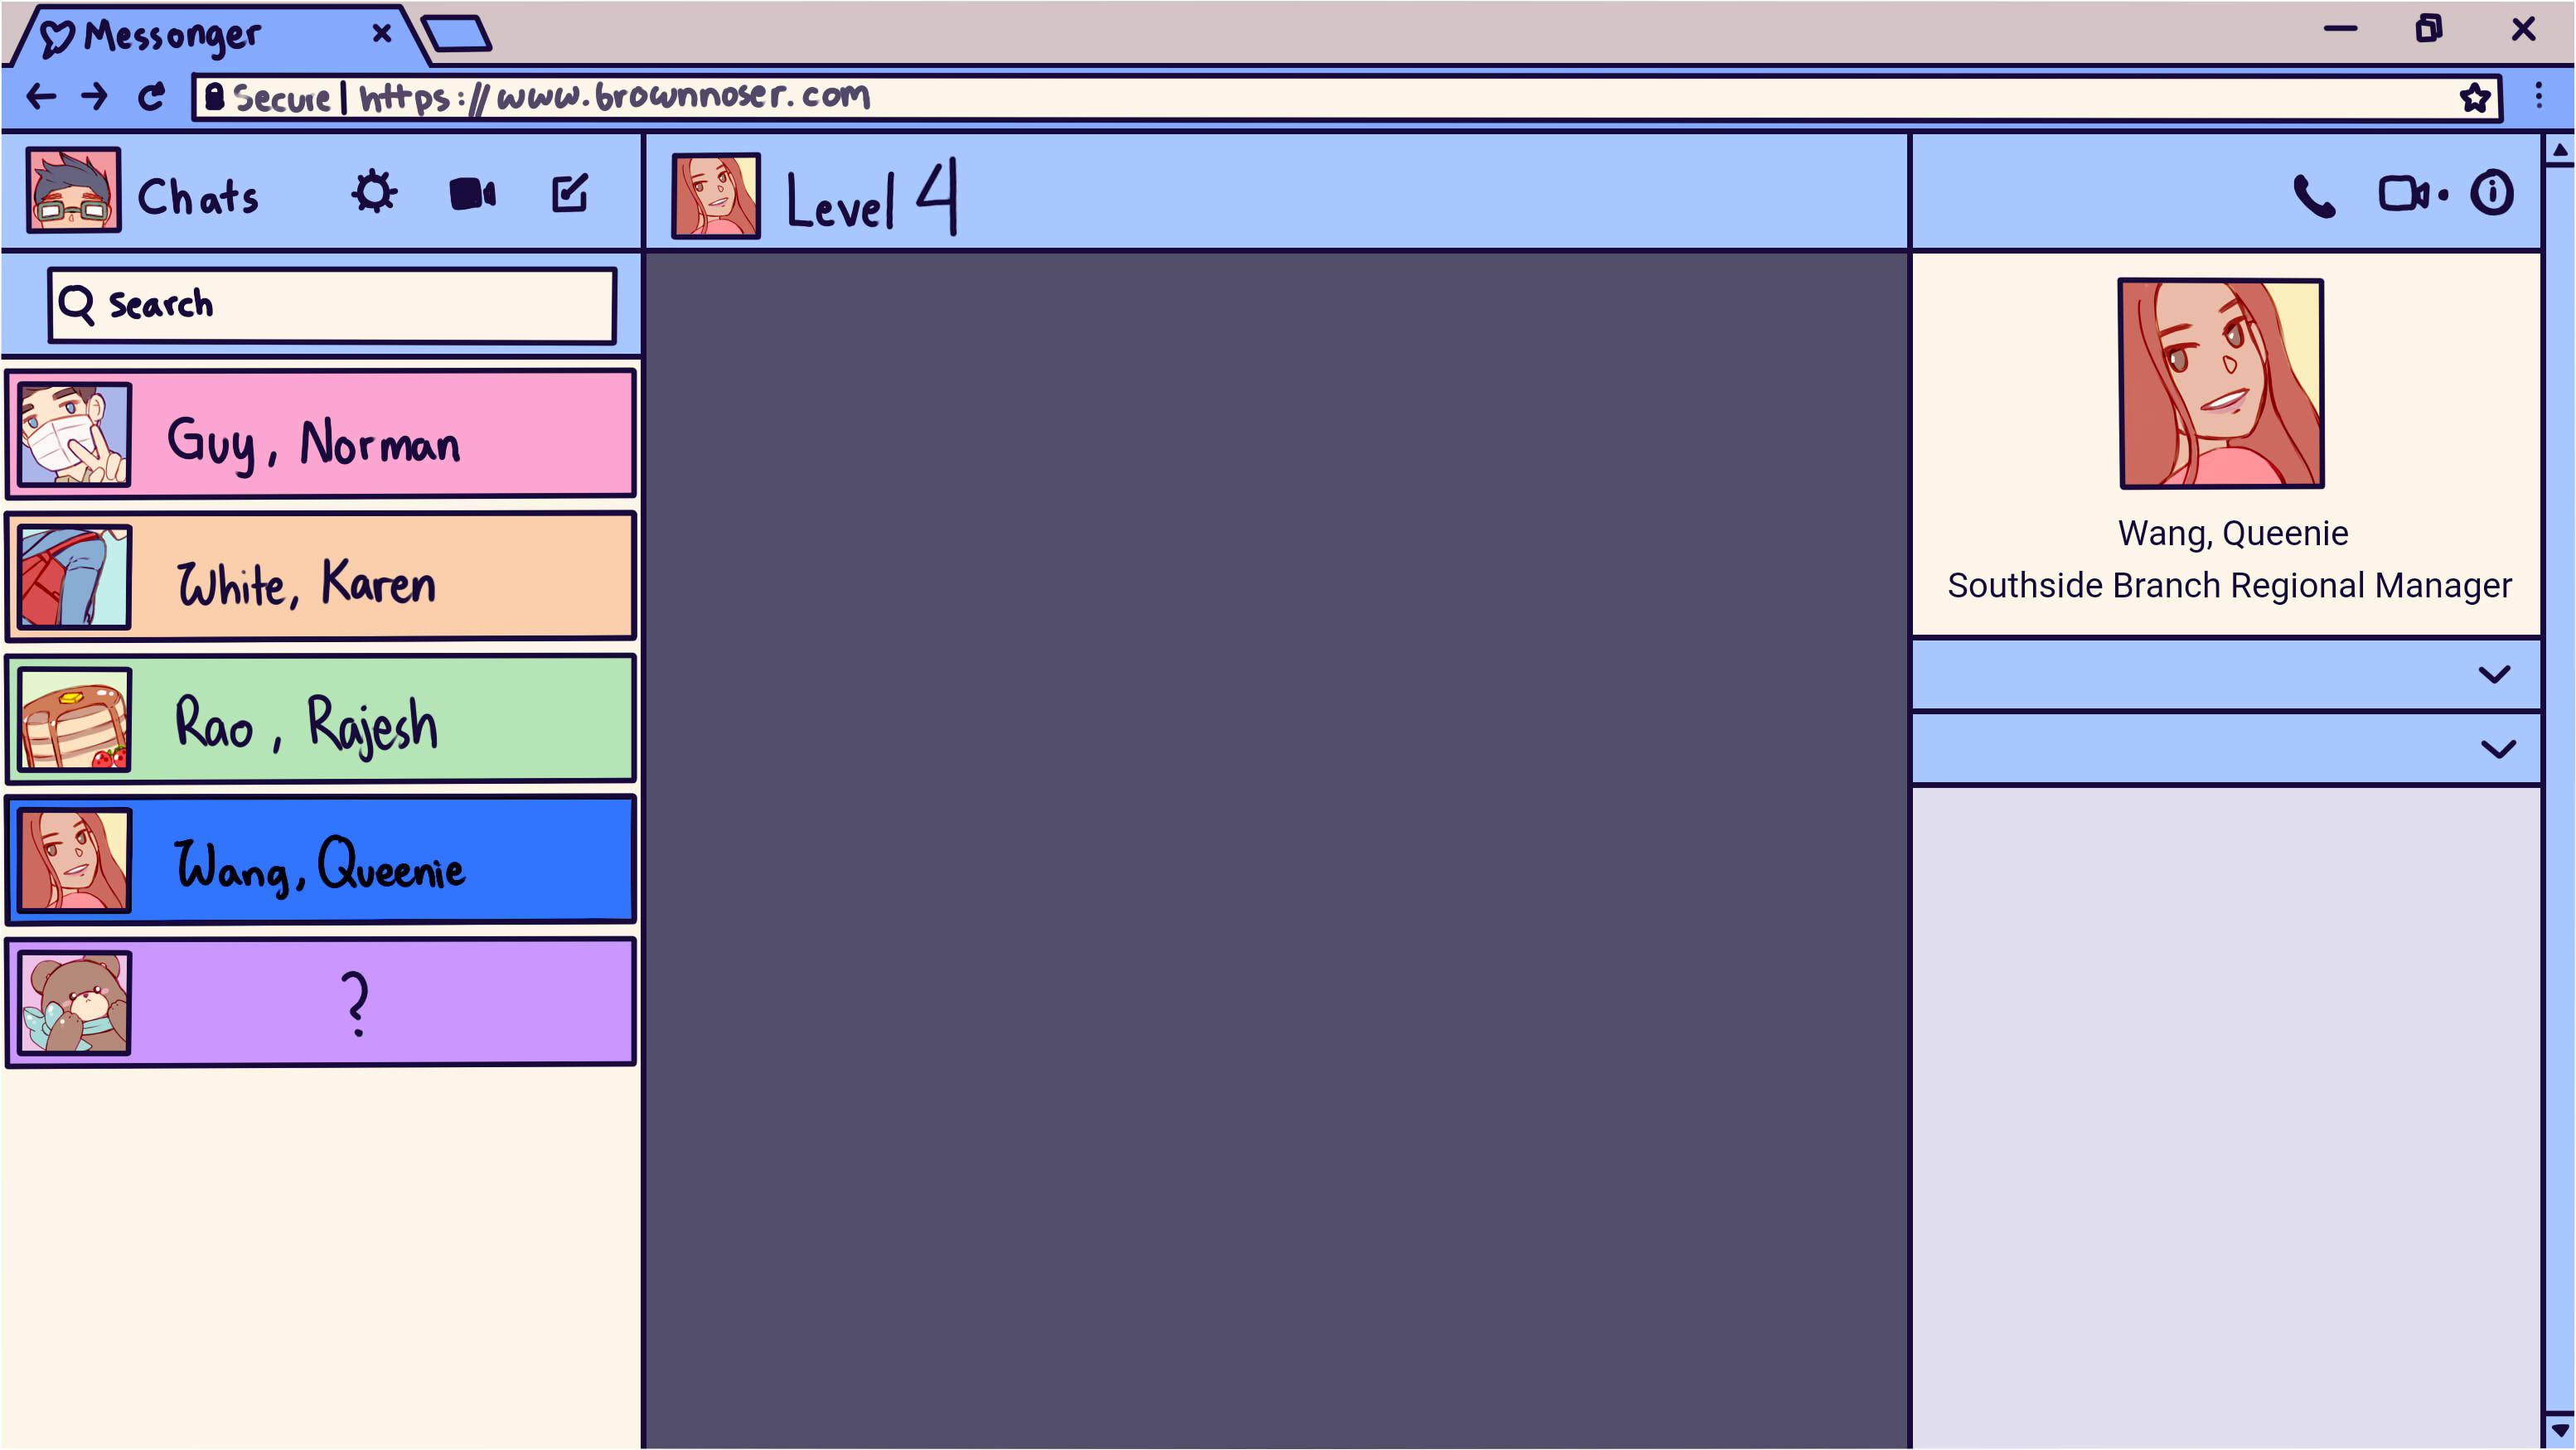 Messonger
Secure | https://www.brownnoser.com
Chats
Level 4
Search
Guy, Norman
White, Karen
Rao, Rajesh
Wang, Queenie
?
Wang, Queenie
Southside Branch Regional Manager